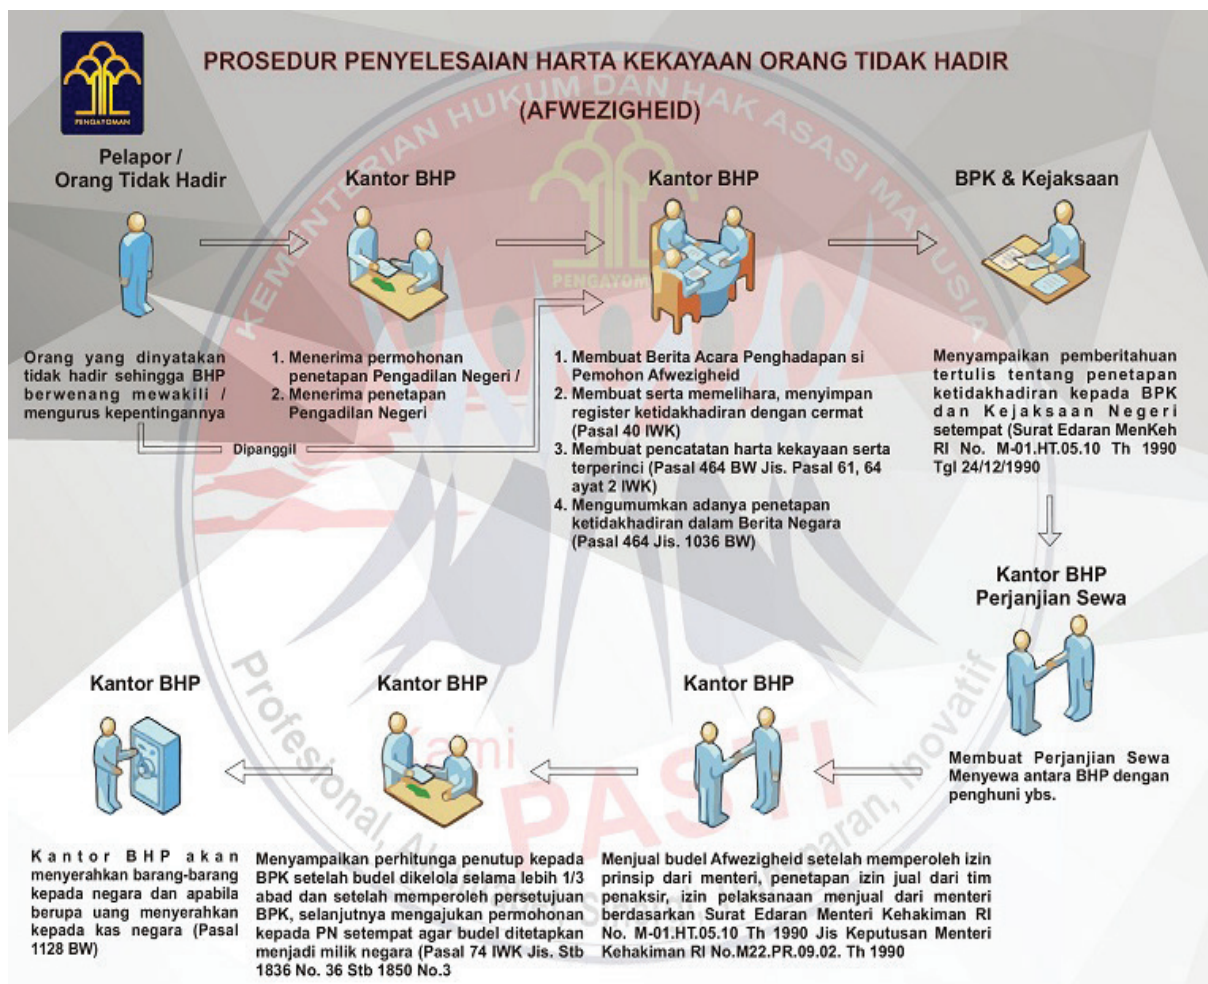 PROSEDUR PENYELESAIAN HARTA KEKAYAAN ORANG TIDAK HADIR
(AFWEZIGHEID)
PENGAYOMAN
KEMENTERIAN HUKUM DAN HAK ASASI MANUSIA
PENGAYOMAN
Pelapor /
Orang Tidak Hadir
Orang yang dinyatakan
tidak hadir sehingga BHP
berwenang mewakili /
mengurus kepentingannya
Dipanggil
Kantor BHP
1. Menerima permohonan
penetapan Pengadilan Negeri /
2. Menerima penetapan
Pengadilan Negeri
Kantor BHP
1. Membuat Berita Acara Penghadapan si
Pemohon Afwezigheid
2. Membuat serta memelihara, menyimpan
register ketidakhadiran dengan cermat
(Pasal 40 IWK)
3. Membuat pencatatan harta kekayaan serta
terperinci (Pasal 464 BW Jis. Pasal 61, 64
ayat 2 IWK)
4. Mengumumkan adanya penetapan
ketidakhadiran dalam Berita Negara
(Pasal 464 Jis. 1036 BW)
BPK & Kejaksaan
Menyampaikan pemberitahuan
tertulis tentang penetapan
ketidakhadiran kepada BPK
dan Kejaksaan Negeri
setempat (Surat Edaran MenKeh
RI No. M-01.HT.05.10 Th 1990
Tgl 24/12/1990
Kantor BHP
Perjanjian Sewa
Membuat Perjanjian Sewa
Menyewa antara BHP dengan
penghuni ybs.
Kantor BHP
Menjual budel Afwezigheid setelah memperoleh izin
prinsip dari menteri, penetapan izin jual dari tim
penaksir, izin pelaksanaan menjual dari menteri
berdasarkan Surat Edaran Menteri Kehakiman RI
No. M-01.HT.05.10 Th 1990 Jis Keputusan Menteri
Kehakiman RI No.M22.PR.09.02. Th 1990
Kantor BHP
Menyampaikan perhitunga penutup kepada
BPK setelah budel dikelola selama lebih 1/3
abad dan setelah memperoleh persetujuan
BPK, selanjutnya mengajukan permohonan
kepada PN setempat agar budel ditetapkan
menjadi milik negara (Pasal 74 IWK Jis. Stb
1836 No. 36 Stb 1850 No.3
Kantor BHP
Kantor BHP akan
menyerahkan barang-barang
kepada negara dan apabila
berupa uang menyerahkan
kepada kas negara (Pasal
1128 BW)
Kami
PASTI
Profesional, Inovatif